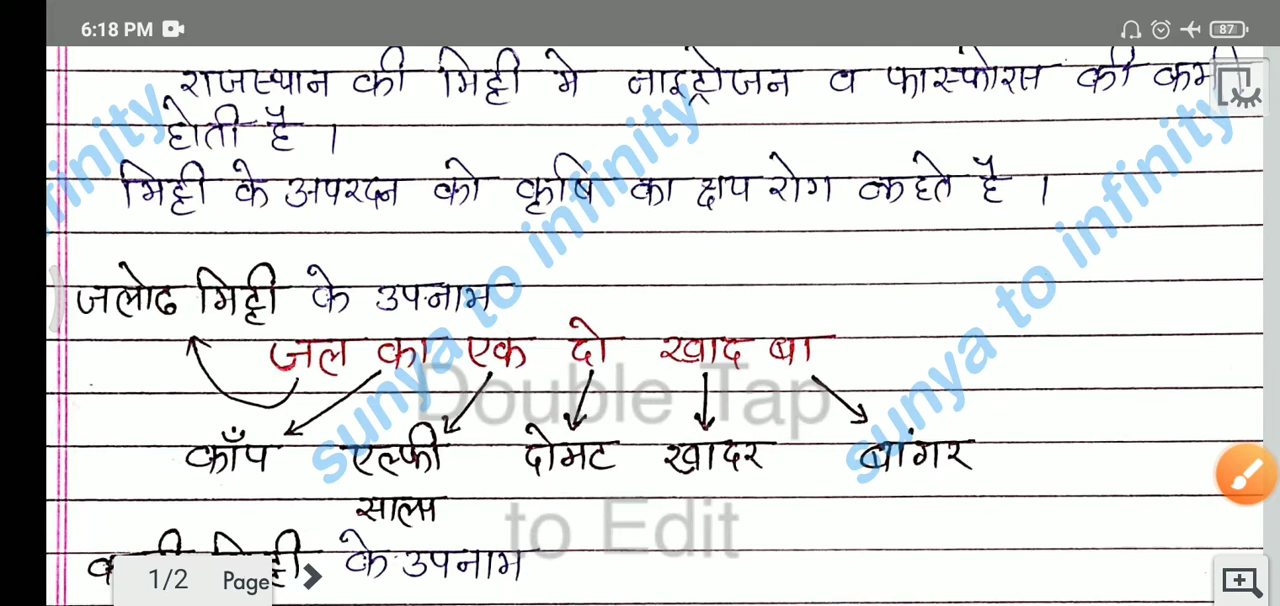 6:18 PM 87
राजस्थान की मिट्टी मे नाइट्रोजन व फास्फोरस की कमी
होती है ।
मिट्टी के अपरदन को कृषि का क्षय रोग कहते है ।
जलोढ मिट्टी के उपनाम
जल का एक दो खाद बा
काँप एल्फी दोमट खादर बांगर
साल्स
के उपनाम
1/2 Page
Double Tap
to Edit
sunya to infinity
sunya to infinity